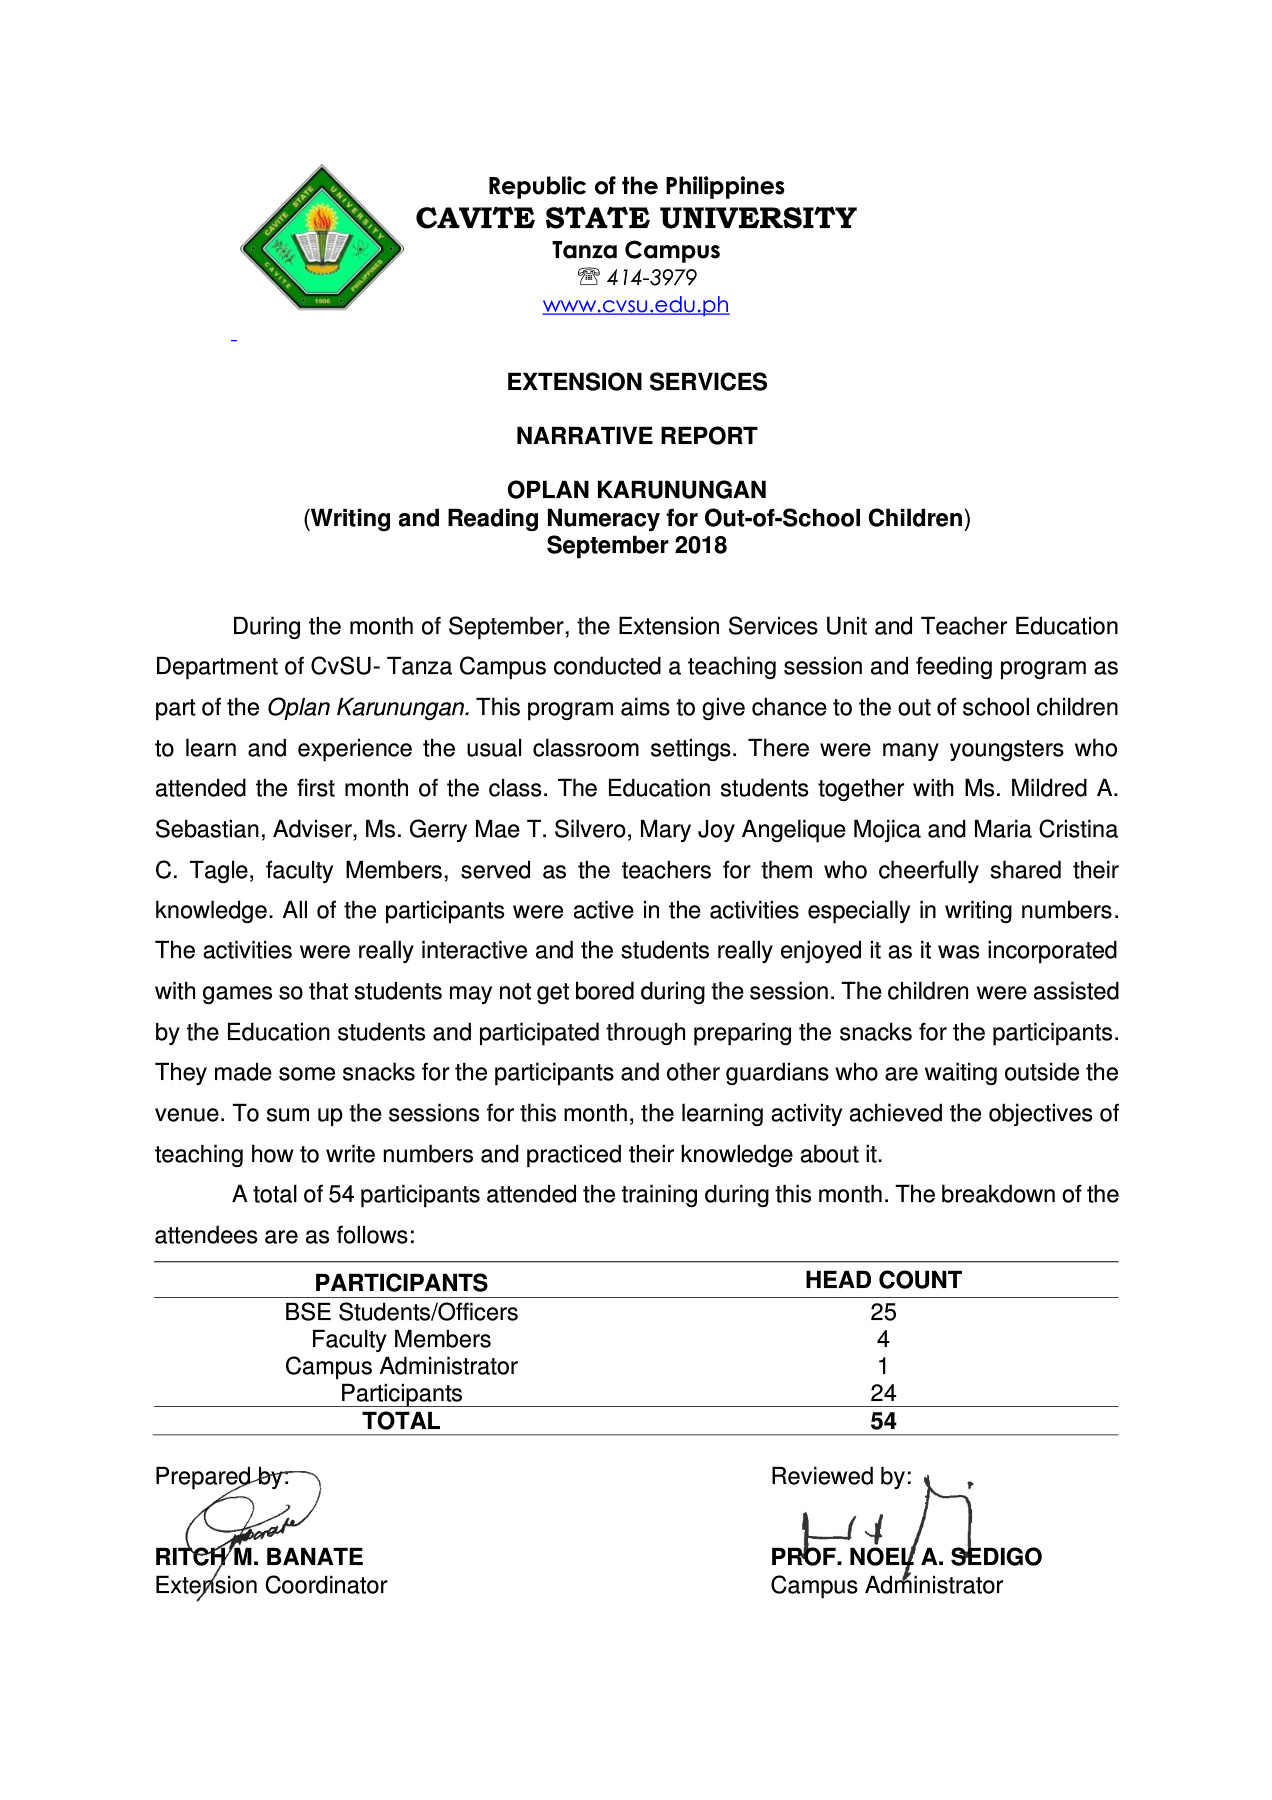 Republic of the Philippines
CAVITE STATE UNIVERSITY
Tanza Campus
☏ 414-3979
www.cvsu.edu.ph
CAVITE STATE UNIVERSITY
CAVITE PHILIPPINES
1906
EXTENSION SERVICES
NARRATIVE REPORT
OPLAN KARUNUNGAN
(Writing and Reading Numeracy for Out-of-School Children)
September 2018
During the month of September, the Extension Services Unit and Teacher Education
Department of CvSU- Tanza Campus conducted a teaching session and feeding program as
part of the Oplan Karunungan. This program aims to give chance to the out of school children
to learn and experience the usual classroom settings. There were many youngsters who
attended the first month of the class. The Education students together with Ms. Mildred A.
Sebastian, Adviser, Ms. Gerry Mae T. Silvero, Mary Joy Angelique Mojica and Maria Cristina
C. Tagle, faculty Members, served as the teachers for them who cheerfully shared their
knowledge. All of the participants were active in the activities especially in writing numbers.
The activities were really interactive and the students really enjoyed it as it was incorporated
with games so that students may not get bored during the session. The children were assisted
by the Education students and participated through preparing the snacks for the participants.
They made some snacks for the participants and other guardians who are waiting outside the
venue. To sum up the sessions for this month, the learning activity achieved the objectives of
teaching how to write numbers and practiced their knowledge about it.
A total of 54 participants attended the training during this month. The breakdown of the
attendees are as follows:
PARTICIPANTS HEAD COUNT
BSE Students/Officers 25
Faculty Members 4
Campus Administrator 1
Participants 24
TOTAL 54
Prepared by: Reviewed by:
RITCH M. BANATE PROF. NOEL A. SEDIGO
Extension Coordinator Campus Administrator